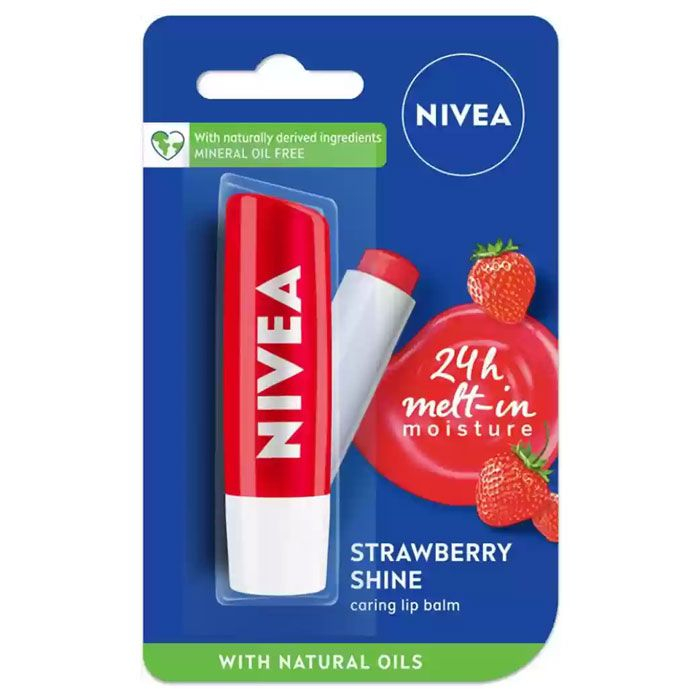 NIVEA
With naturally derived ingredients
MINERAL OIL FREE
NIVEA
24h
melt-in
moisture
STRAWBERRY
SHINE
caring lip balm
WITH NATURAL OILS